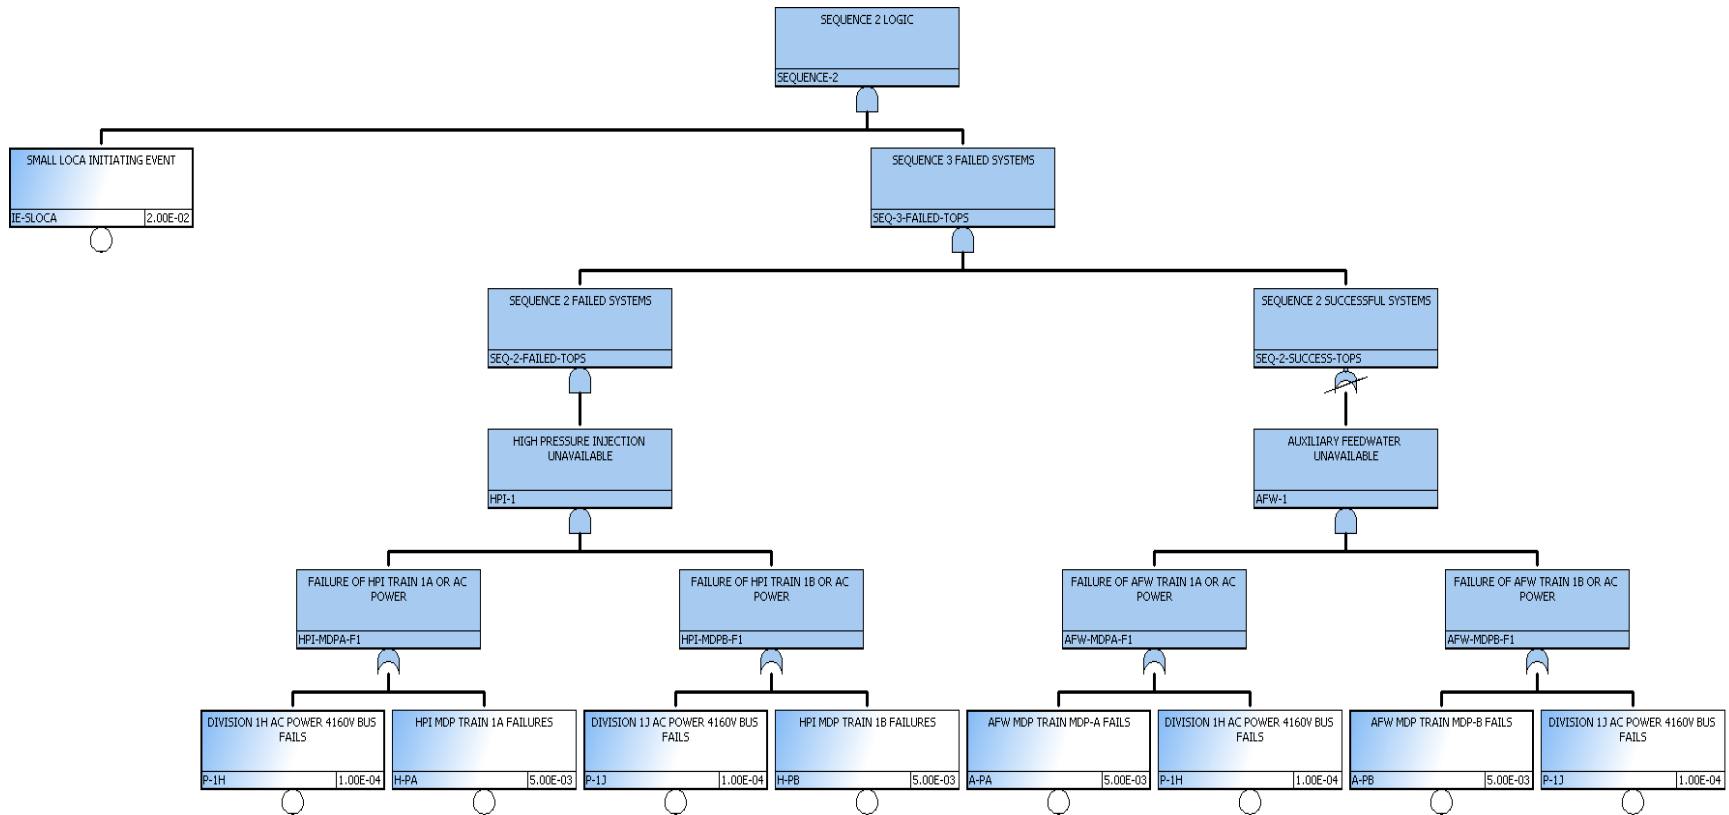 SEQUENCE 2 LOGIC
SEQUENCE-2
SMALL LOCA INITIATING EVENT
IE-SLOCA 2.00E-02
SEQUENCE 3 FAILED SYSTEMS
SEQ-3-FAILED-TOPS
SEQUENCE 2 FAILED SYSTEMS
SEQ-2-FAILED-TOPS
SEQUENCE 2 SUCCESSFUL SYSTEMS
SEQ-2-SUCCESS-TOPS
HIGH PRESSURE INJECTION
UNAVAILABLE
HPI-1
AUXILIARY FEEDWATER
UNAVAILABLE
AFW-1
FAILURE OF HPI TRAIN 1A OR AC
POWER
HPI-MDPA-F1
FAILURE OF HPI TRAIN 1B OR AC
POWER
HPI-MDPB-F1
FAILURE OF AFW TRAIN 1A OR AC
POWER
AFW-MDPA-F1
FAILURE OF AFW TRAIN 1B OR AC
POWER
AFW-MDPB-F1
DIVISION 1H AC POWER 4160V BUS
FAILS
P-1H 1.00E-04
HPI MDP TRAIN 1A FAILURES
H-PA 5.00E-03
DIVISION 1J AC POWER 4160V BUS
FAILS
P-1J 1.00E-04
HPI MDP TRAIN 1B FAILURES
H-PB 5.00E-03
AFW MDP TRAIN MDP-A FAILS
A-PA 5.00E-03
DIVISION 1H AC POWER 4160V BUS
FAILS
P-1H 1.00E-04
AFW MDP TRAIN MDP-B FAILS
A-PB 5.00E-03
DIVISION 1J AC POWER 4160V BUS
FAILS
P-1J 1.00E-04